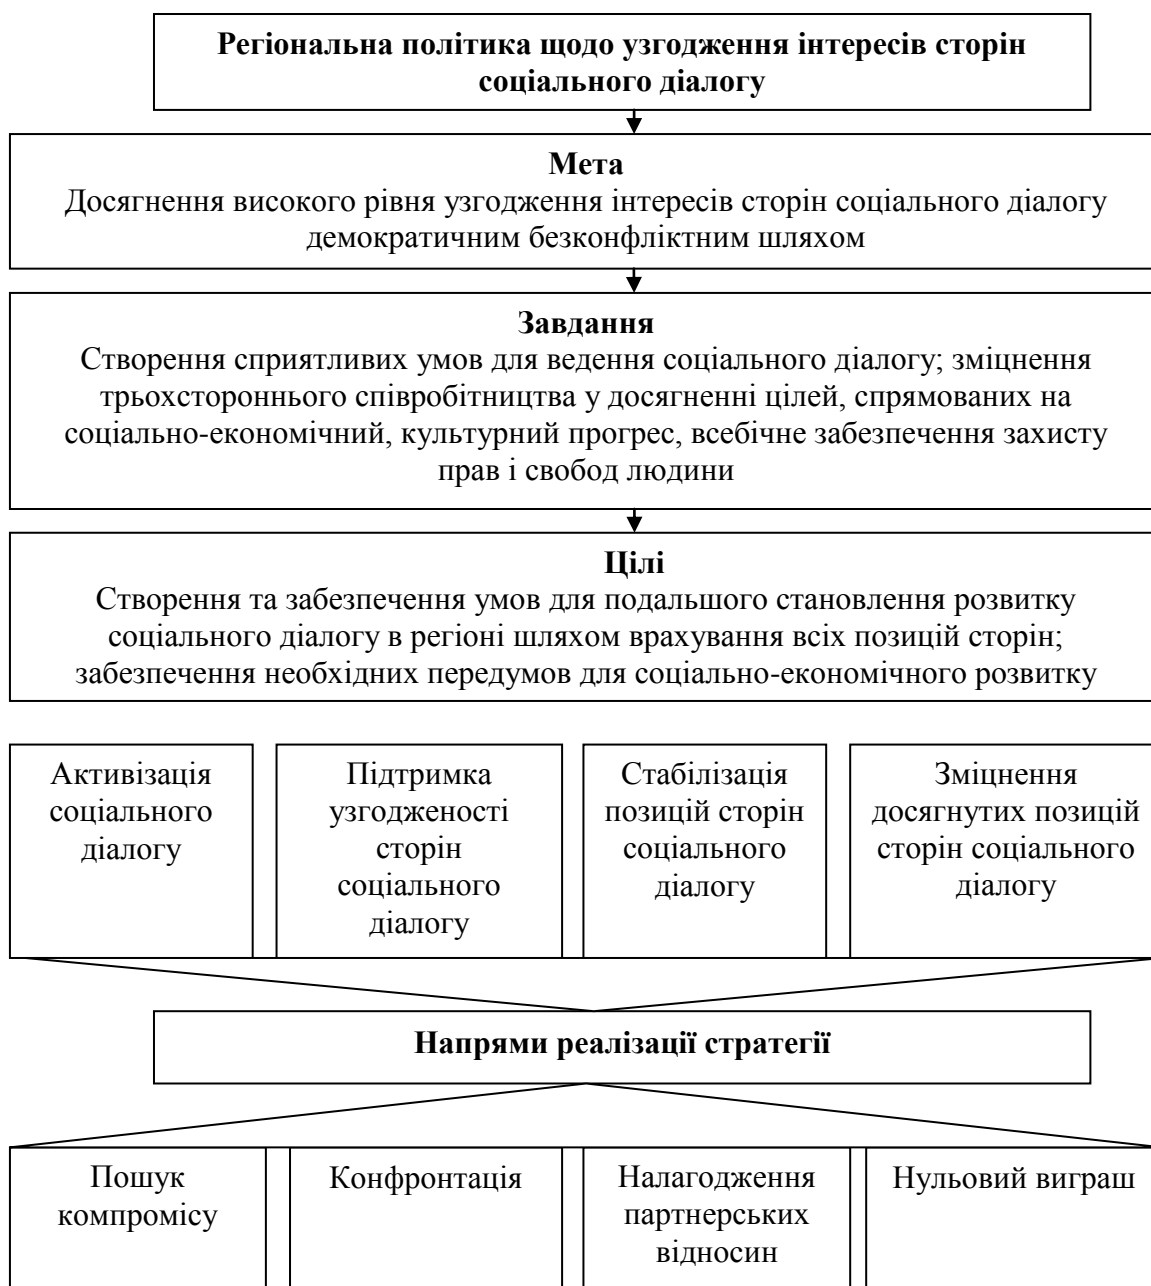 Регіональна політика щодо узгодження інтересів сторін
соціального діалогу
Мета
Досягнення високого рівня узгодження інтересів сторін соціального діалогу
демократичним безконфліктним шляхом
Завдання
Створення сприятливих умов для ведення соціального діалогу; зміцнення
трьохстороннього співробітництва у досягненні цілей, спрямованих на
соціально-економічний, культурний прогрес, всебічне забезпечення захисту
прав і свобод людини
Цілі
Створення та забезпечення умов для подальшого становлення розвитку
соціального діалогу в регіоні шляхом врахування всіх позицій сторін;
забезпечення необхідних передумов для соціально-економічного розвитку
Активізація
соціального
діалогу
Підтримка
узгодженості
сторін
соціального
діалогу
Стабілізація
позицій сторін
соціального
діалогу
Зміцнення
досягнутих позицій
сторін соціального
діалогу
Напрями реалізації стратегії
Пошук
компромісу
Конфронтація
Налагодження
партнерських
відносин
Нульовий виграш